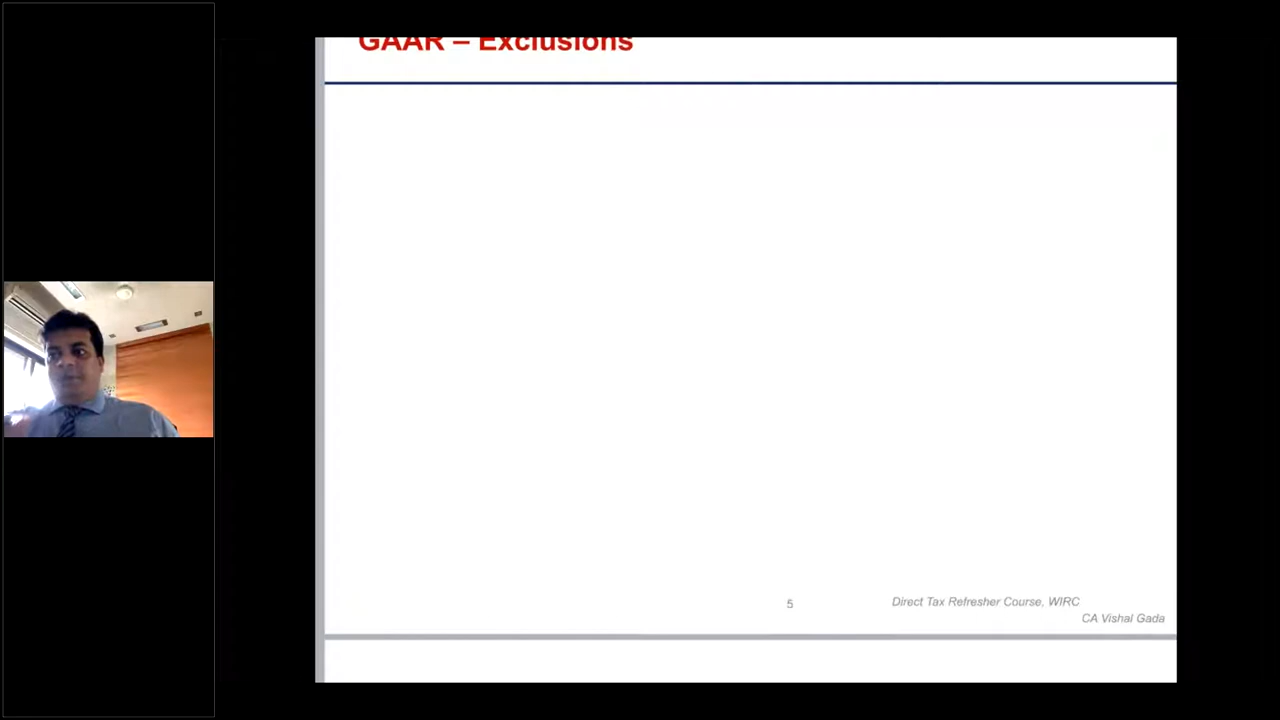 GAAR – Exclusions
5
Direct Tax Refresher Course, WIRC
CA Vishal Gada